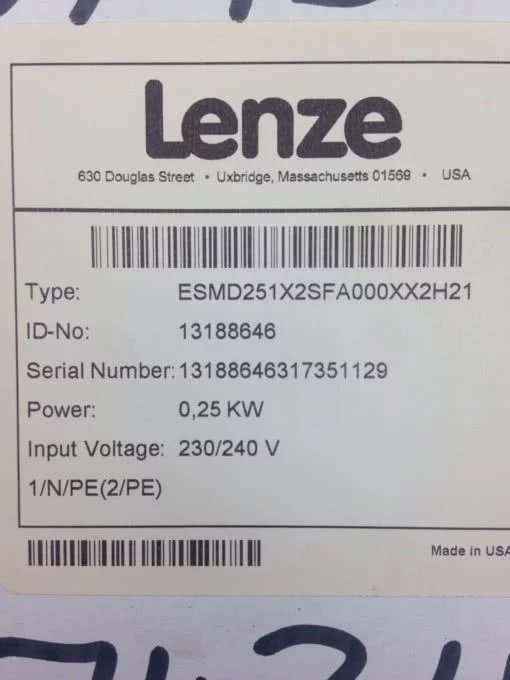 Lenze
630 Douglas Street • Uxbridge, Massachusetts 01569 • USA
Type: ESMD251X2SFA000XX2H21
ID-No: 13188646
Serial Number: 13188646317351129
Power: 0,25 KW
Input Voltage: 230/240 V
1/N/PE(2/PE)
Made in USA